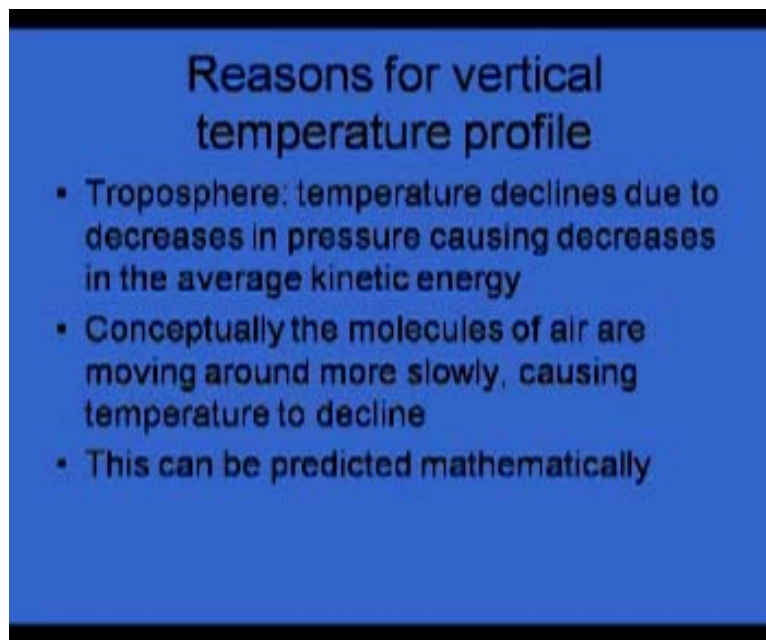 Reasons for vertical
temperature profile
• Troposphere: temperature declines due to
decreases in pressure causing decreases
in the average kinetic energy
• Conceptually the molecules of air are
moving around more slowly, causing
temperature to decline
• This can be predicted mathematically